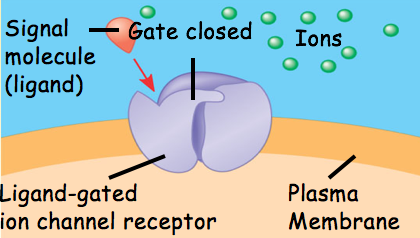 Signal
molecule
(ligand)
Gate closed
Ions
Ligand-gated
ion channel receptor
Plasma
Membrane